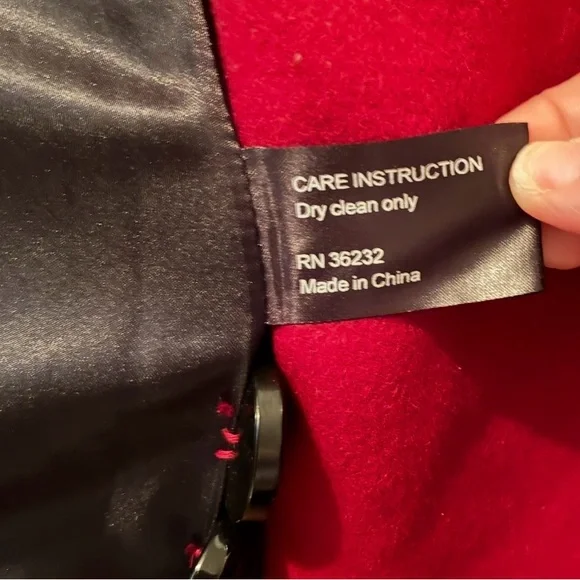 CARE INSTRUCTION
Dry clean only
RN 36232
Made in China